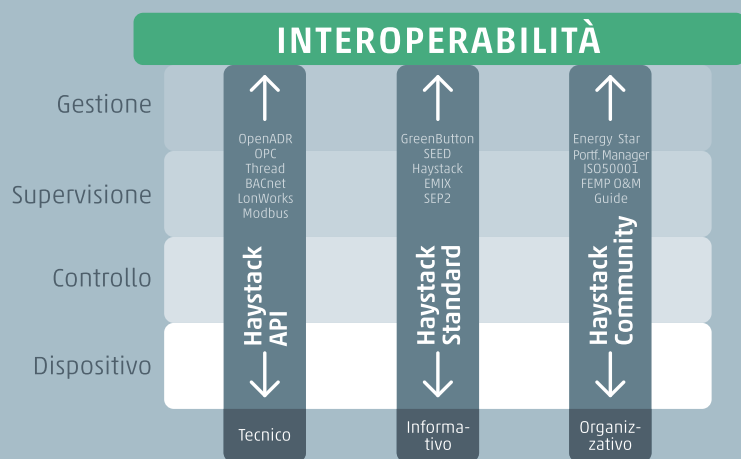 INTEROPERABILITÀ
Gestione
Supervisione
Controllo
Dispositivo
OpenADR
OPC
Thread
BACnet
LonWorks
Modbus
Haystack
API
Tecnico
GreenButton
SEED
Haystack
EMIX
SEP2
Haystack
Standard
Informa-
tivo
Energy Star
Portf. Manager
ISO50001
FEMP O&M
Guide
Haystack
Community
Organiz-
zativo